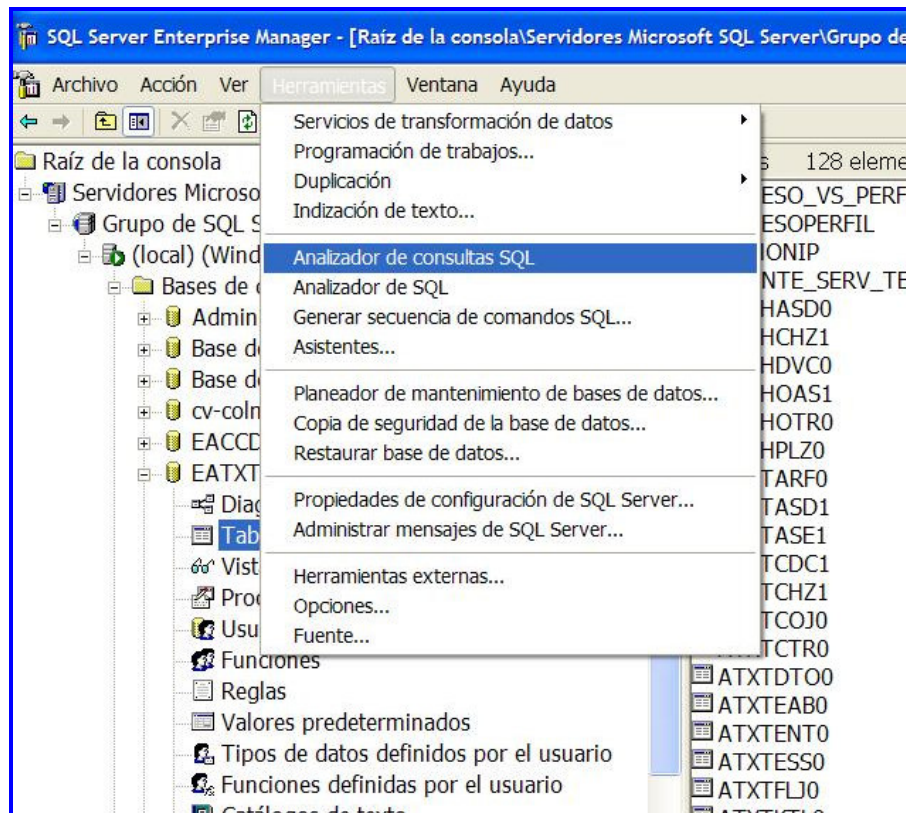 SQL Server Enterprise Manager - [Raíz de la consola\Servidores Microsoft SQL Server\Grupo de
Archivo Acción Ver Herramientas Ventana Ayuda
Servicios de transformación de datos
Programación de trabajos...
Duplicación
Indización de texto...
Analizador de consultas SQL
Analizador de SQL
Generar secuencia de comandos SQL...
Asistentes...
Planeador de mantenimiento de bases de datos...
Copia de seguridad de la base de datos...
Restaurar base de datos...
Propiedades de configuración de SQL Server...
Administrar mensajes de SQL Server...
Herramientas externas...
Opciones...
Fuente...
Raíz de la consola
Servidores Microso
Grupo de SQL S
(local) (Wind
Bases de
Admin
Base d
Base d
cv-coln
EACCD
EATXT
Diag
Tab
Vist
Proc
Usu
Funciones
Reglas
Valores predeterminados
Tipos de datos definidos por el usuario
Funciones definidas por el usuario
s 128 eleme
ESO_VS_PERF
ESOPERFIL
IONIP
NTE_SERV_TE
HASD0
HCHZ1
HDVC0
HOAS1
HOTR0
HPLZ0
TARF0
TASD1
TASE1
TCDC1
TCHZ1
TCOJ0
TCTR0
ATXTDTO0
ATXTEAB0
ATXTENT0
ATXTESS0
ATXTFLJ0